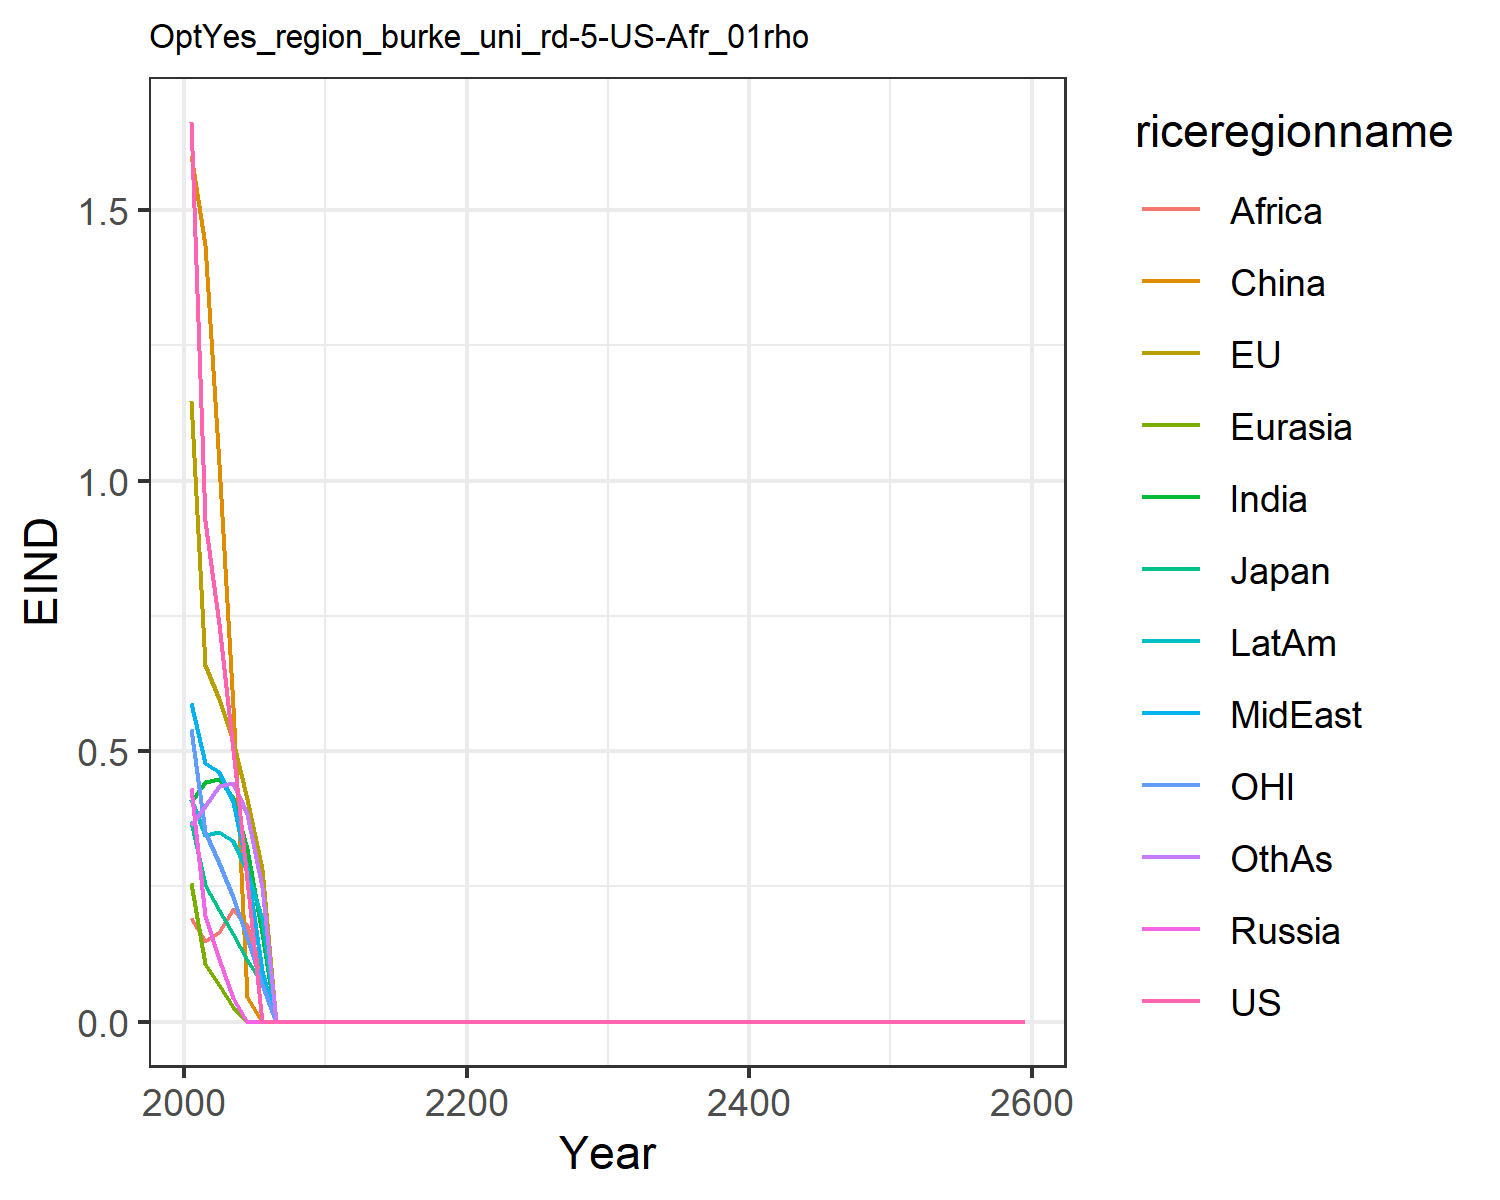 OptYes_region_burke_uni_rd-5-US-Afr_01rho
riceregionname
Africa
China
EU
Eurasia
India
Japan
LatAm
MidEast
OHI
OthAs
Russia
US
EIND
1.5
1.0
0.5
0.0
2000
2200
2400
2600
Year